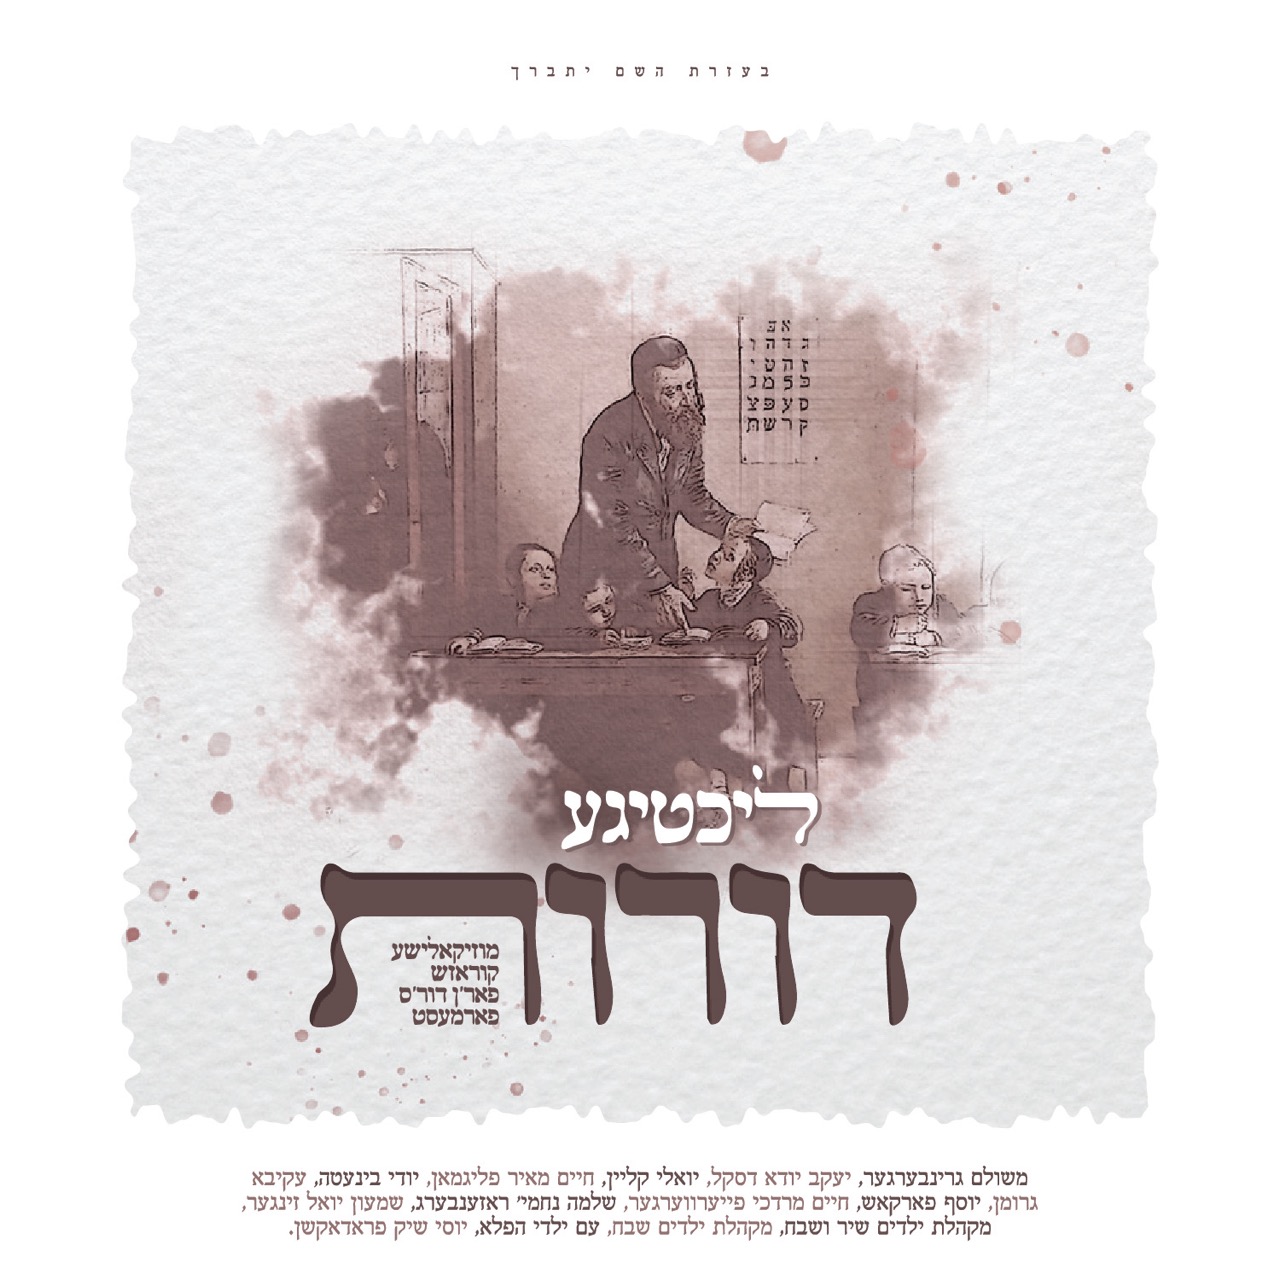 בעזרת השם יתברך
א ב
ג ד ה ו
ז ח ט י
כ ל מ נ
ס ע פ צ
ק ר ש ת
ליכטיגע
דורות
מוזיקאלישע
קוראזש
פאר׳ן דור׳ס
פארמעסט
משולם גרינבערגער, יעקב יודא דסקל, יואלי קליין, חיים מאיר פליגמאן, יודי בינעטה, עקיבא
גרומן, יוסף פארקאש, חיים מרדכי פייערווערגער, שלמה נחמי׳ ראזענבערג, שמעון יואל זינגער,
מקהלת ילדים שיר ושבח, מקהלת ילדים שבח, עם ילדי הפלא, יוסי שיק פראדאקשן.